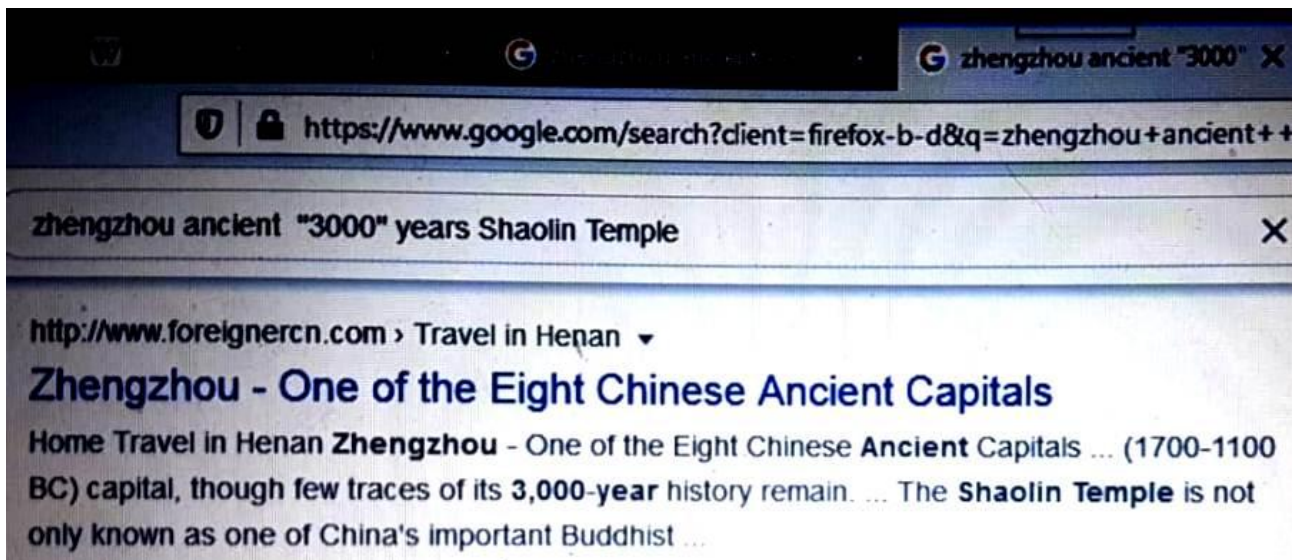 zhengzhou ancient "3000"
https://www.google.com/search?client=firefox-b-d&q=zhengzhou+ancient++
zhengzhou ancient "3000" years Shaolin Temple
http://www.foreignercn.com › Travel in Henan
Zhengzhou - One of the Eight Chinese Ancient Capitals
Home Travel in Henan Zhengzhou - One of the Eight Chinese Ancient Capitals ... (1700-1100
BC) capital, though few traces of its 3,000-year history remain. ... The Shaolin Temple is not
only known as one of China's important Buddhist ...